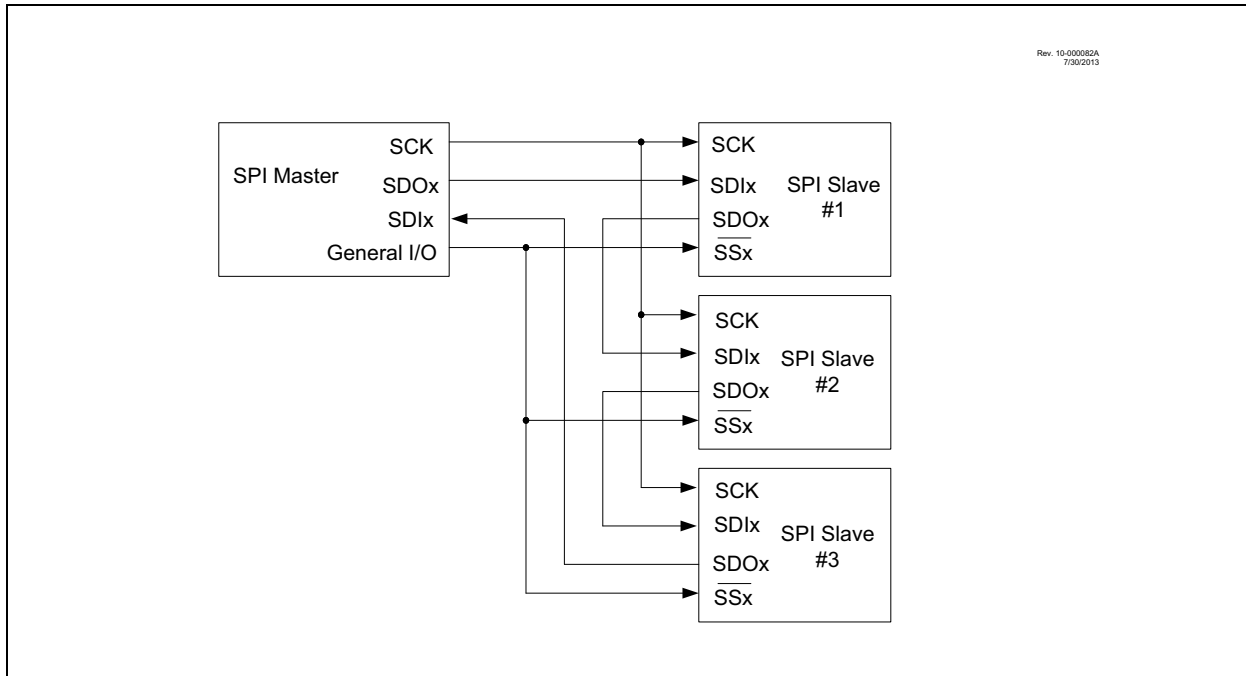 Rev. 10-000082A
7/30/2013
SPI Master
SCK
SDOx
SDIx
General I/O
SCK
SDIx
SDOx
SSx
SPI Slave
#1
SCK
SDIx
SDOx
SSx
SPI Slave
#2
SCK
SDIx
SDOx
SSx
SPI Slave
#3